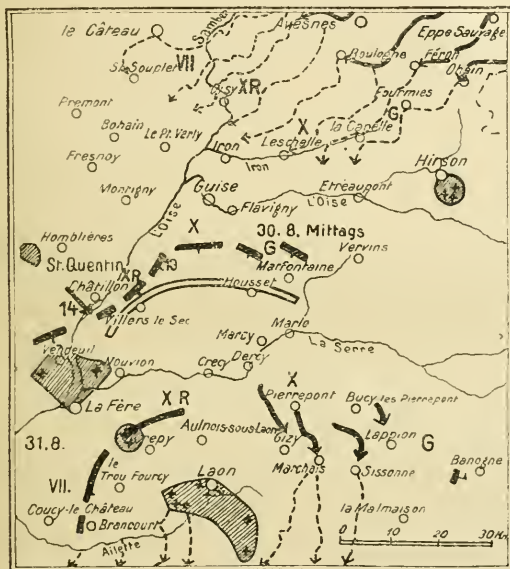 le Câteau
Sambre
Avesnes
Eppe Sauvage
St. Souplet
VII
Oisy
XR
Boulogne
Féron
Ohain
Premont
Fourmies
Bohain
Le Pt. Verly
Iron
X
Leschelle
la Capelle
G
Fresnoy
Iron
Hirson
Montigny
Guise
Etréaupont
Flavigny
L'Oise
L'Oise
Homblières
X
30.8. Mittags
G
Vervins
St. Quentin
13
Marfontaine
Châtillon
XR
Housset
14
Villers le Sec
Marcy
Marle
La Serre
Vendeuil
Nouvion
Crecy
Dercy
La Fère
XR
X
Pierrepont
Bucy les Pierrepont
31.8.
Crepy
Aulnois-sous Laon
Gizy
Lappion
G
VII.
le
Trou Fourcy
Laon
Marchais
Sissonne
Banogne
Coucy-le Château
Brancourt
la Malmaison
Ailette
0 10 20 30 Km.